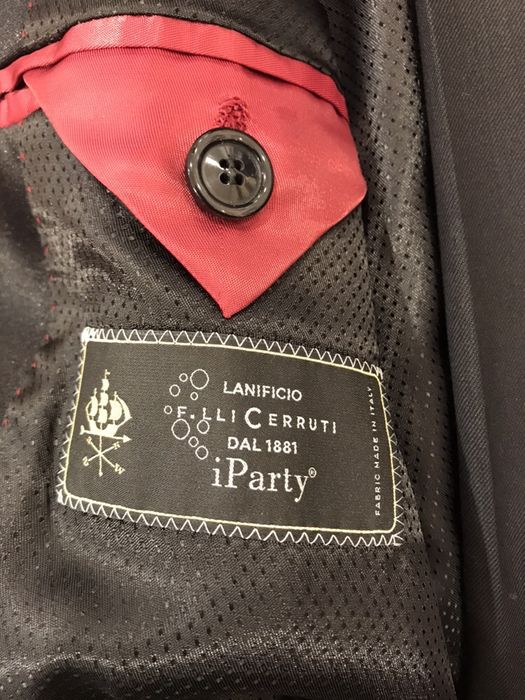 LANIFICIO
F.LLI CERRUTI
DAL 1881
iParty®
FABRIC MADE IN ITALY